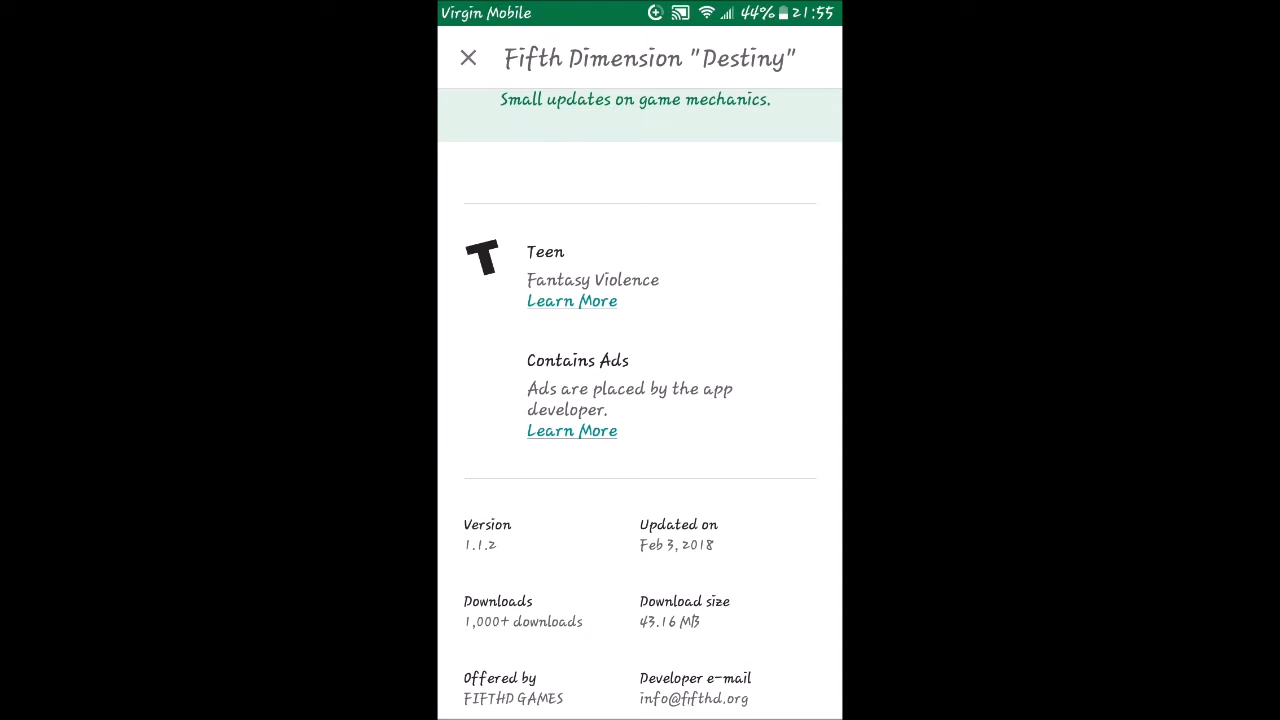 Virgin Mobile 44% 21:55
Fifth Dimension "Destiny"
Small updates on game mechanics.
T
Teen
Fantasy Violence
Learn More
Contains Ads
Ads are placed by the app
developer.
Learn More
Version Updated on
1.1.2 Feb 3, 2018
Downloads Download size
1,000+ downloads 43.16 MB
Offered by Developer e-mail
FIFTHD GAMES info@fifthd.org